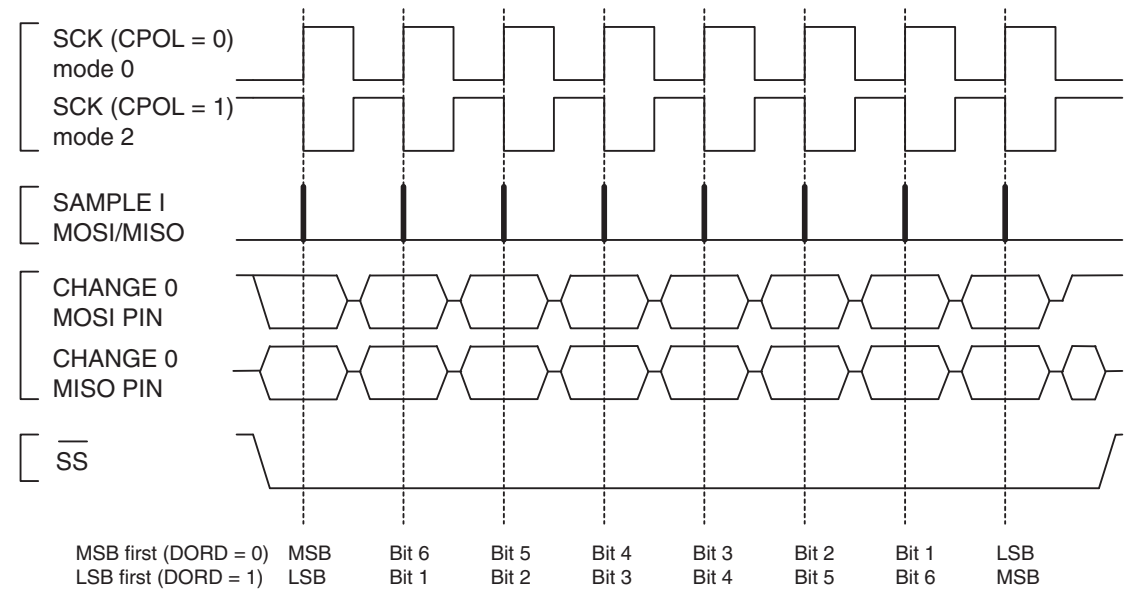 SCK (CPOL = 0)
mode 0
SCK (CPOL = 1)
mode 2
SAMPLE I
MOSI/MISO
CHANGE 0
MOSI PIN
CHANGE 0
MISO PIN
SS
MSB first (DORD = 0) MSB Bit 6 Bit 5 Bit 4 Bit 3 Bit 2 Bit 1 LSB
LSB first (DORD = 1) LSB Bit 1 Bit 2 Bit 3 Bit 4 Bit 5 Bit 6 MSB